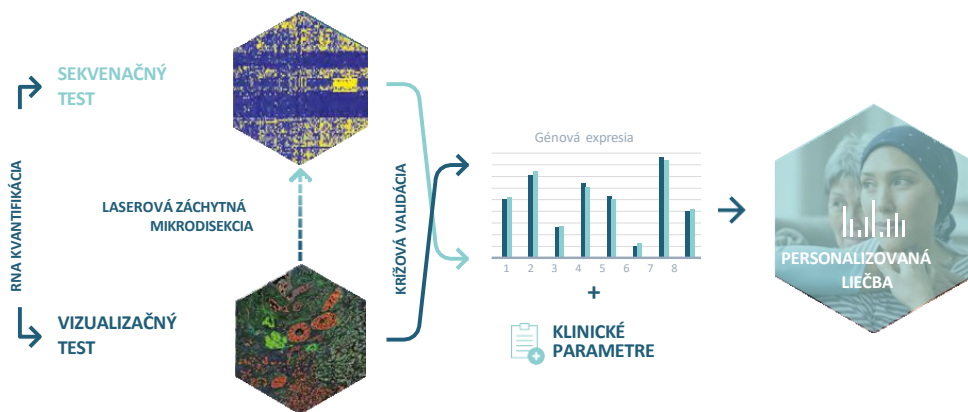 RNA KVANTIFIKÁCIA
SEKVENAČNÝ
TEST
LASEROVÁ ZÁCHYTNÁ
MIKRODISEKCIA
VIZUALIZAČNÝ
TEST
KRÍŽOVÁ VALIDÁCIA
Génová expresia
1 2 3 4 5 6 7 8
+
KLINICKÉ
PARAMETRE
PERSONALIZOVANÁ
LIEČBA